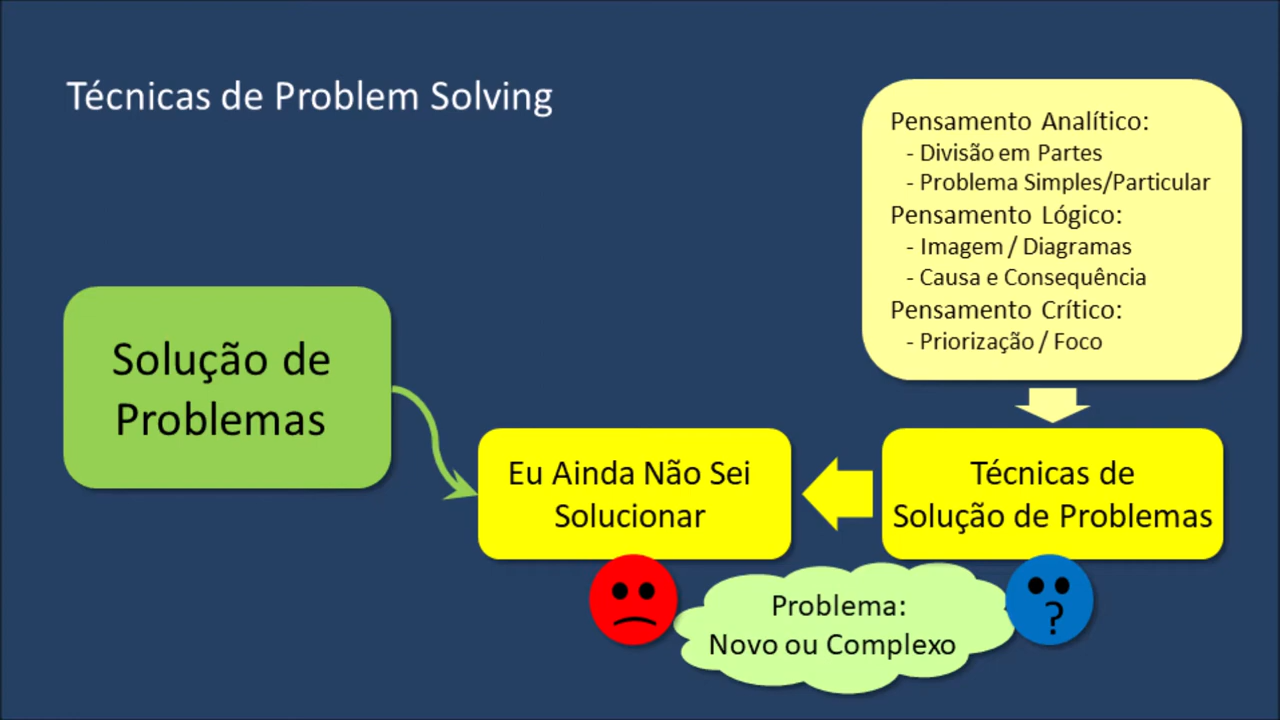 Técnicas de Problem Solving
Pensamento Analítico:
- Divisão em Partes
- Problema Simples/Particular
Pensamento Lógico:
- Imagem / Diagramas
- Causa e Consequência
Pensamento Crítico:
- Priorização / Foco
Solução de
Problemas
Eu Ainda Não Sei
Solucionar
Técnicas de
Solução de Problemas
Problema:
Novo ou Complexo
?